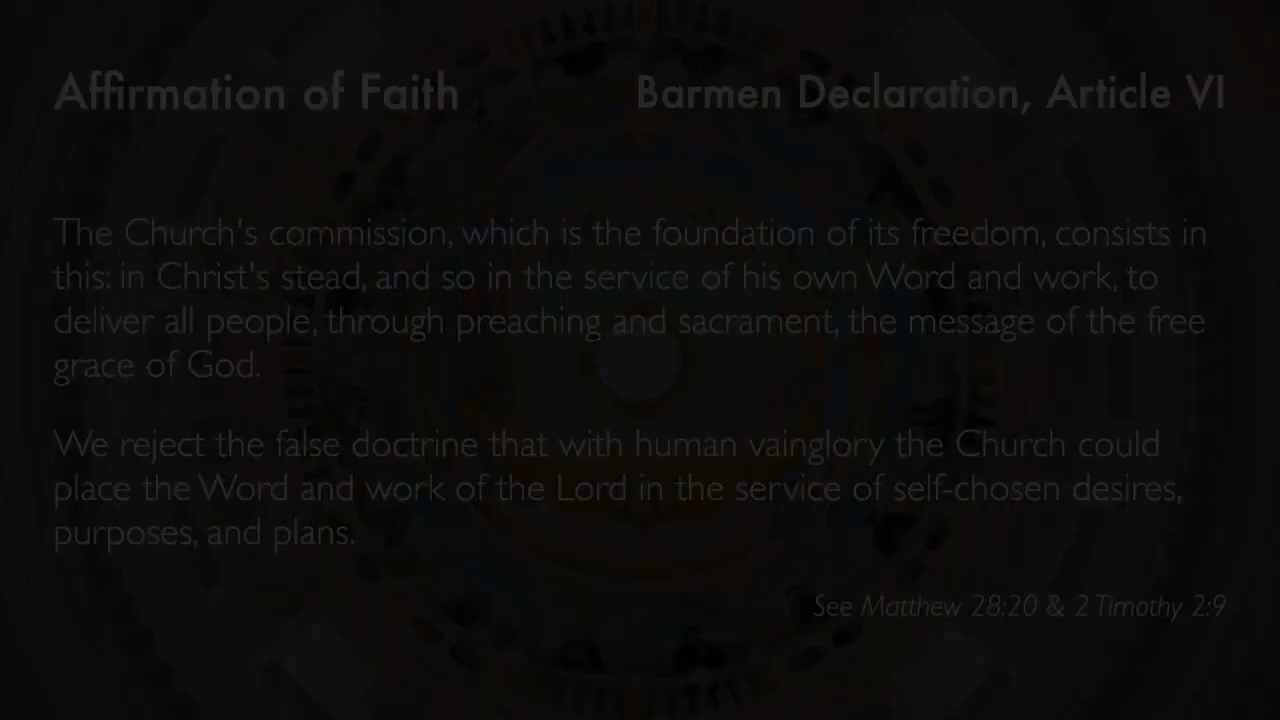 Affirmation of Faith Barmen Declaration, Article VI
The Church's commission, which is the foundation of its freedom, consists in
this: in Christ's stead, and so in the service of his own Word and work, to
deliver all people, through preaching and sacrament, the message of the free
grace of God.
We reject the false doctrine that with human vainglory the Church could
place the Word and work of the Lord in the service of self-chosen desires,
purposes, and plans.
See Matthew 28:20 & 2 Timothy 2:9